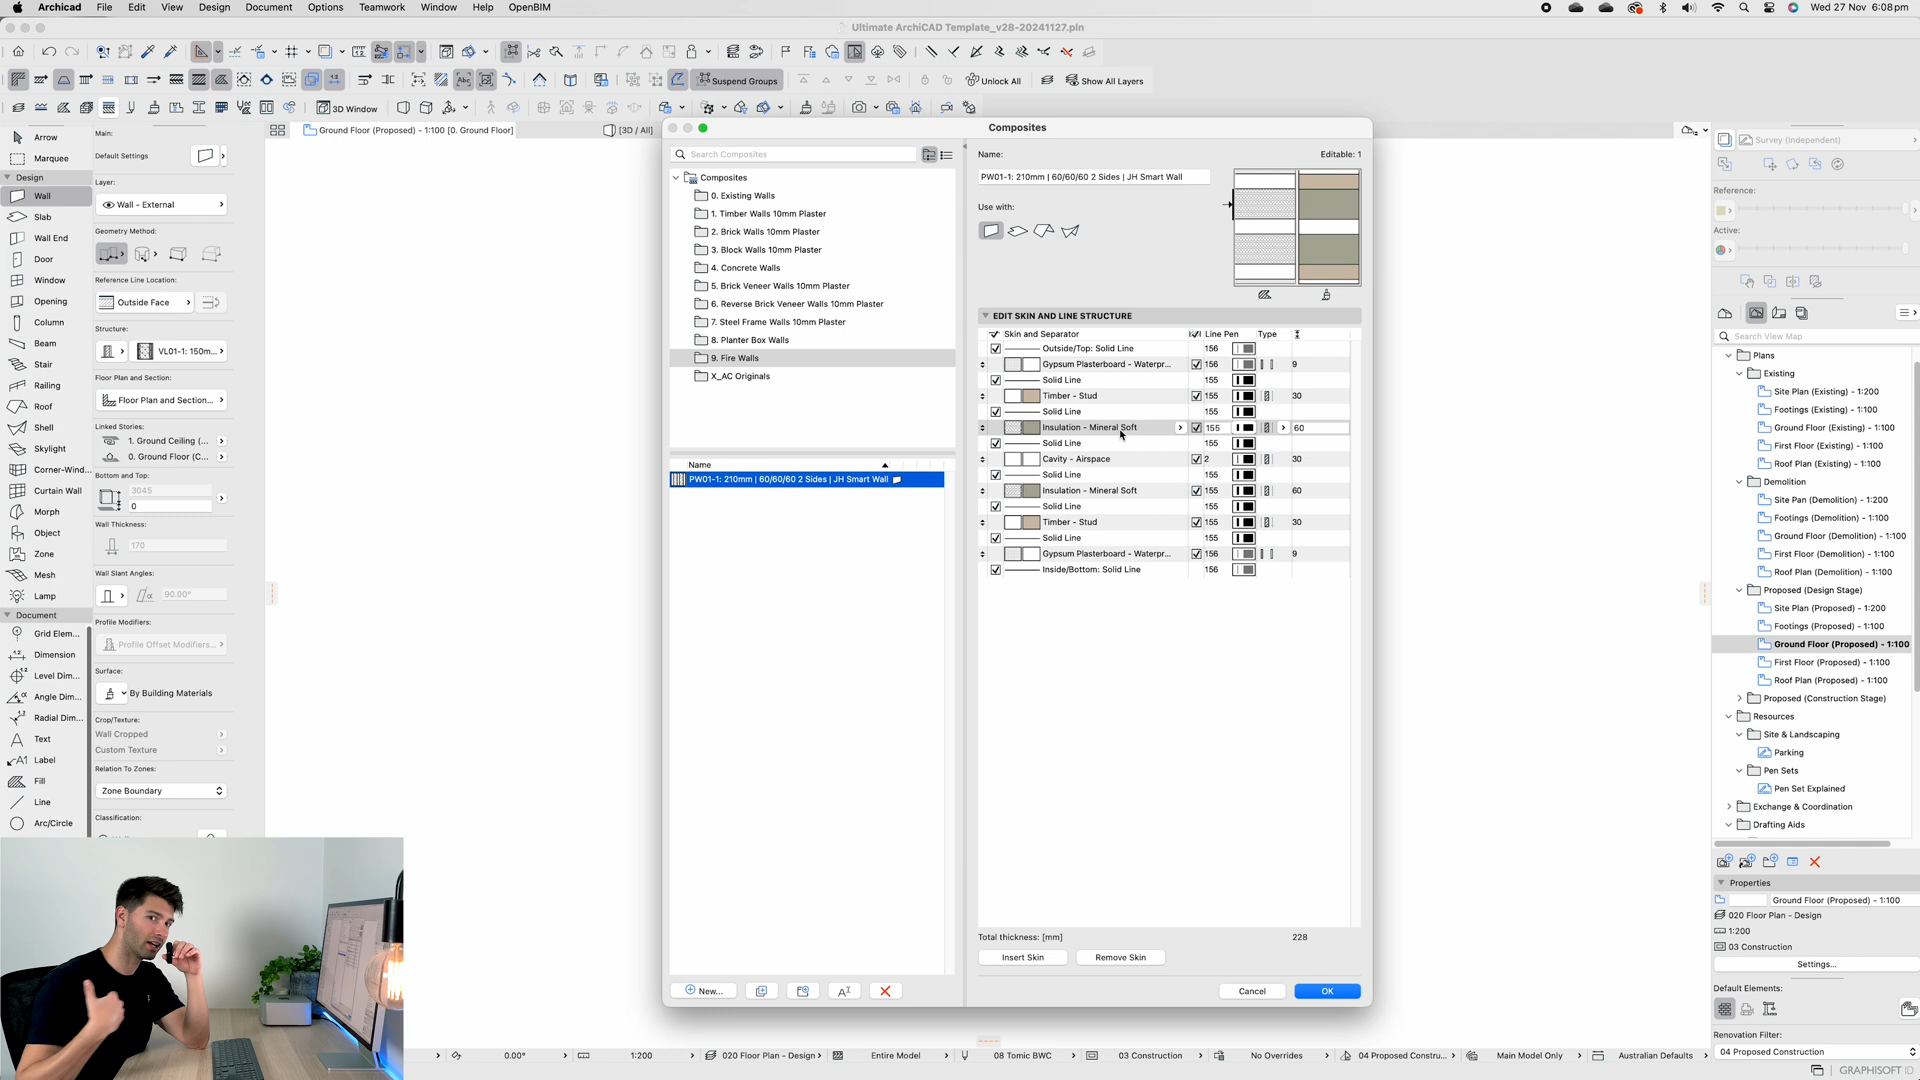 Archicad File Edit View Design Document Options Teamwork Window Help OpenBIM
Wed 27 Nov 6:08pm
Ultimate ArchiCAD Template_v28-20241127.pln
Suspend Groups
Unlock All
Show All Layers
3D Window
Ground Floor (Proposed) - 1:100 [0. Ground Floor]
[3D / All]
Arrow
Marquee
Design
Wall
Slab
Wall End
Door
Window
Opening
Column
Beam
Stair
Railing
Roof
Shell
Skylight
Corner-Wind...
Curtain Wall
Morph
Object
Zone
Mesh
Lamp
Document
Grid Elem...
Dimension
Level Dim...
Angle Dim...
Radial Dim...
Text
Label
Fill
Line
Arc/Circle
Main:
Default Settings
Layer:
Wall - External
Geometry Method:
Reference Line Location:
Outside Face
Structure:
VL01-1: 150m...
Floor Plan and Section:
Floor Plan and Section...
Linked Stories:
1. Ground Ceiling (...
0. Ground Floor (C...
Bottom and Top:
3045
0
Wall Thickness:
170
Wall Slant Angles:
90.00°
Profile Modifiers:
Profile Offset Modifiers...
Surface:
By Building Materials
Crop/Texture:
Wall Cropped
Custom Texture
Relation To Zones:
Zone Boundary
Classification:
Composites
Search Composites
Composites
0. Existing Walls
1. Timber Walls 10mm Plaster
2. Brick Walls 10mm Plaster
3. Block Walls 10mm Plaster
4. Concrete Walls
5. Brick Veneer Walls 10mm Plaster
6. Reverse Brick Veneer Walls 10mm Plaster
7. Steel Frame Walls 10mm Plaster
8. Planter Box Walls
9. Fire Walls
X_AC Originals
Name
PW01-1: 210mm | 60/60/60 2 Sides | JH Smart Wall
New...
Name:
Editable: 1
PW01-1: 210mm | 60/60/60 2 Sides | JH Smart Wall
Use with:
EDIT SKIN AND LINE STRUCTURE
Skin and Separator Line Pen Type
Outside/Top: Solid Line 156
Gypsum Plasterboard - Waterpr... 156 9
Solid Line 155
Timber - Stud 155 30
Solid Line 155
Insulation - Mineral Soft 155 60
Solid Line 155
Cavity - Airspace 2 30
Solid Line 155
Insulation - Mineral Soft 155 60
Solid Line 155
Timber - Stud 155 30
Solid Line 155
Gypsum Plasterboard - Waterpr... 156 9
Inside/Bottom: Solid Line 156
Total thickness: [mm] 228
Insert Skin
Remove Skin
Cancel
OK
Survey (Independent)
Reference:
Active:
Search View Map
Plans
Existing
Site Plan (Existing) - 1:200
Footings (Existing) - 1:100
Ground Floor (Existing) - 1:100
First Floor (Existing) - 1:100
Roof Plan (Existing) - 1:100
Demolition
Site Pan (Demolition) - 1:200
Footings (Demolition) - 1:100
Ground Floor (Demolition) - 1:100
First Floor (Demolition) - 1:100
Roof Plan (Demolition) - 1:100
Proposed (Design Stage)
Site Plan (Proposed) - 1:200
Footings (Proposed) - 1:100
Ground Floor (Proposed) - 1:100
First Floor (Proposed) - 1:100
Roof Plan (Proposed) - 1:100
Proposed (Construction Stage)
Resources
Site & Landscaping
Parking
Pen Sets
Pen Set Explained
Exchange & Coordination
Drafting Aids
Properties
Ground Floor (Proposed) - 1:100
020 Floor Plan - Design
1:200
03 Construction
Settings...
Default Elements:
Renovation Filter:
04 Proposed Construction
0.00°
1:200
020 Floor Plan - Design
Entire Model
08 Tomic BWC
03 Construction
No Overrides
04 Proposed Constru...
Main Model Only
Australian Defaults
GRAPHISOFT ID